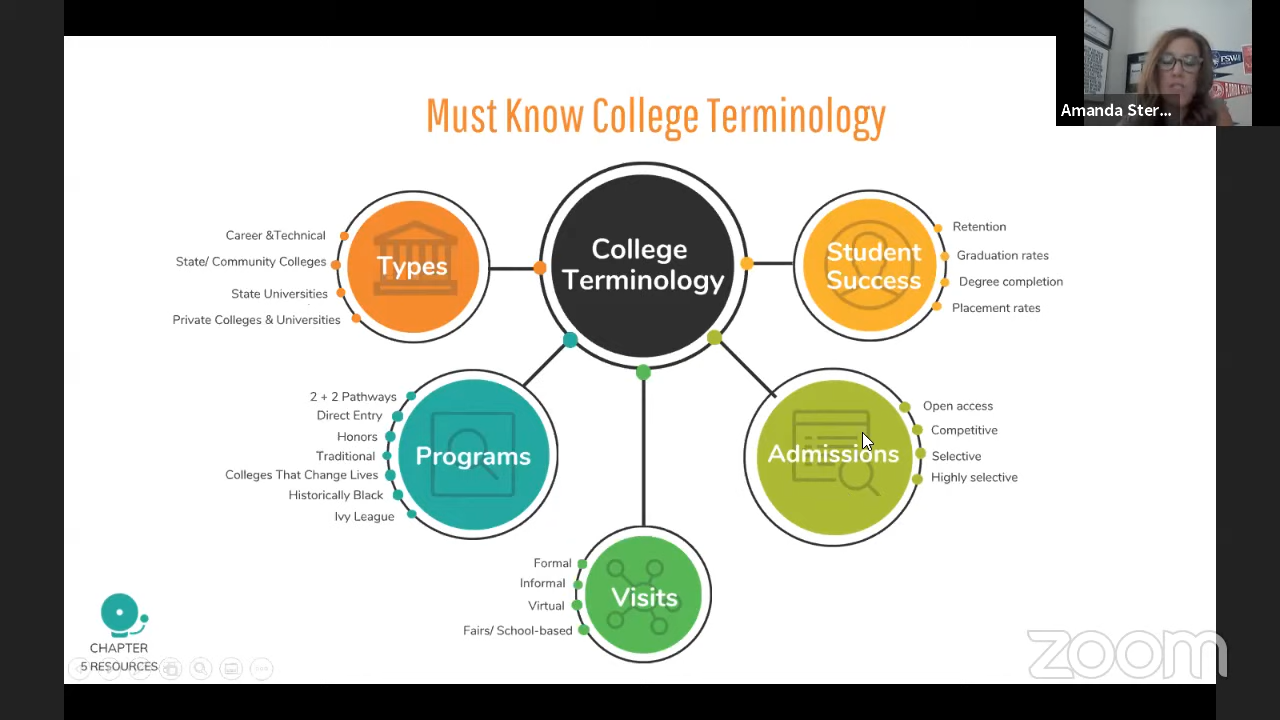 Must Know College Terminology
Amanda Ster...
College
Terminology
Types
Career &Technical
State/ Community Colleges
State Universities
Private Colleges & Universities
Student
Success
Retention
Graduation rates
Degree completion
Placement rates
Programs
2 + 2 Pathways
Direct Entry
Honors
Traditional
Colleges That Change Lives
Historically Black
Ivy League
Admissions
Open access
Competitive
Selective
Highly selective
Visits
Formal
Informal
Virtual
Fairs/ School-based
CHAPTER
5 RESOURCES
zoom
FSW